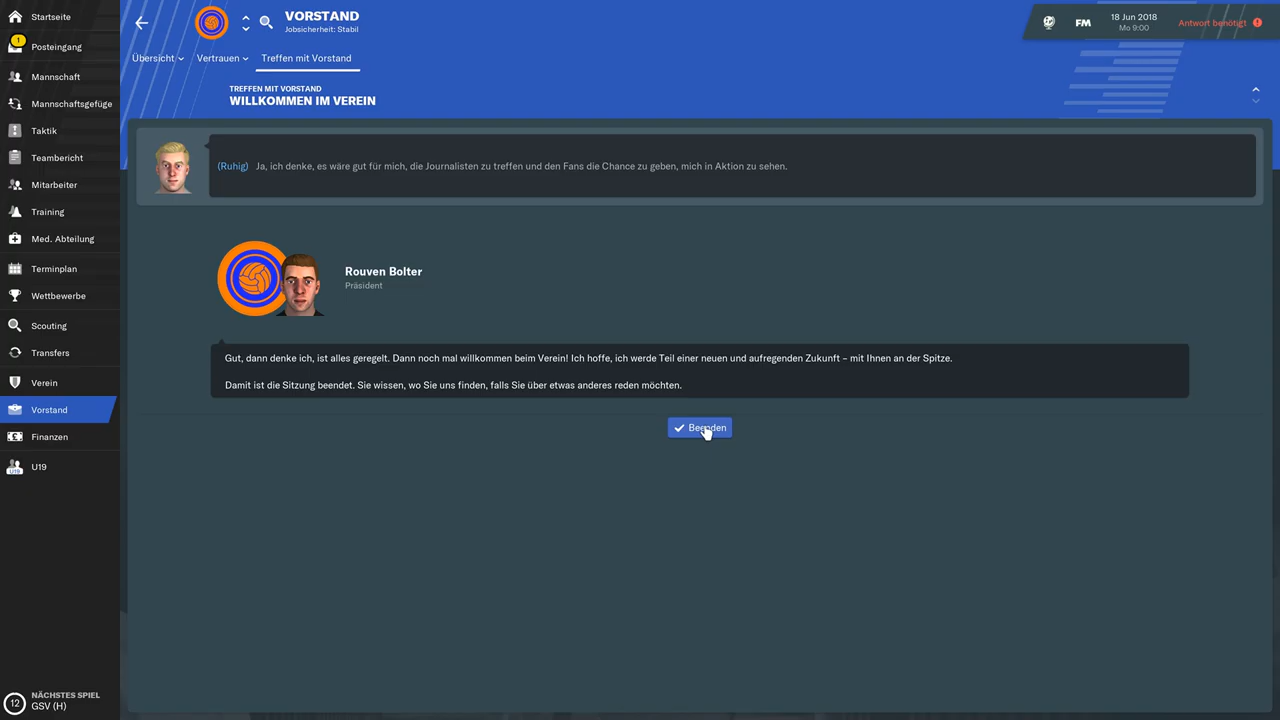 Startseite
1
Posteingang
Mannschaft
Mannschaftsgefüge
Taktik
Teambericht
Mitarbeiter
Training
Med. Abteilung
Terminplan
Wettbewerbe
Scouting
Transfers
Verein
Vorstand
Finanzen
U19
U19
NÄCHSTES SPIEL
12
GSV (H)
VORSTAND
Jobsicherheit: Stabil
FM
18 Jun 2018
Mo 9:00
Antwort benötigt
Übersicht
Vertrauen
Treffen mit Vorstand
TREFFEN MIT VORSTAND
WILLKOMMEN IM VEREIN
(Ruhig) Ja, ich denke, es wäre gut für mich, die Journalisten zu treffen und den Fans die Chance zu geben, mich in Aktion zu sehen.
Rouven Bolter
Präsident
Gut, dann denke ich, ist alles geregelt. Dann noch mal willkommen beim Verein! Ich hoffe, ich werde Teil einer neuen und aufregenden Zukunft – mit Ihnen an der Spitze.
Damit ist die Sitzung beendet. Sie wissen, wo Sie uns finden, falls Sie über etwas anderes reden möchten.
Beenden